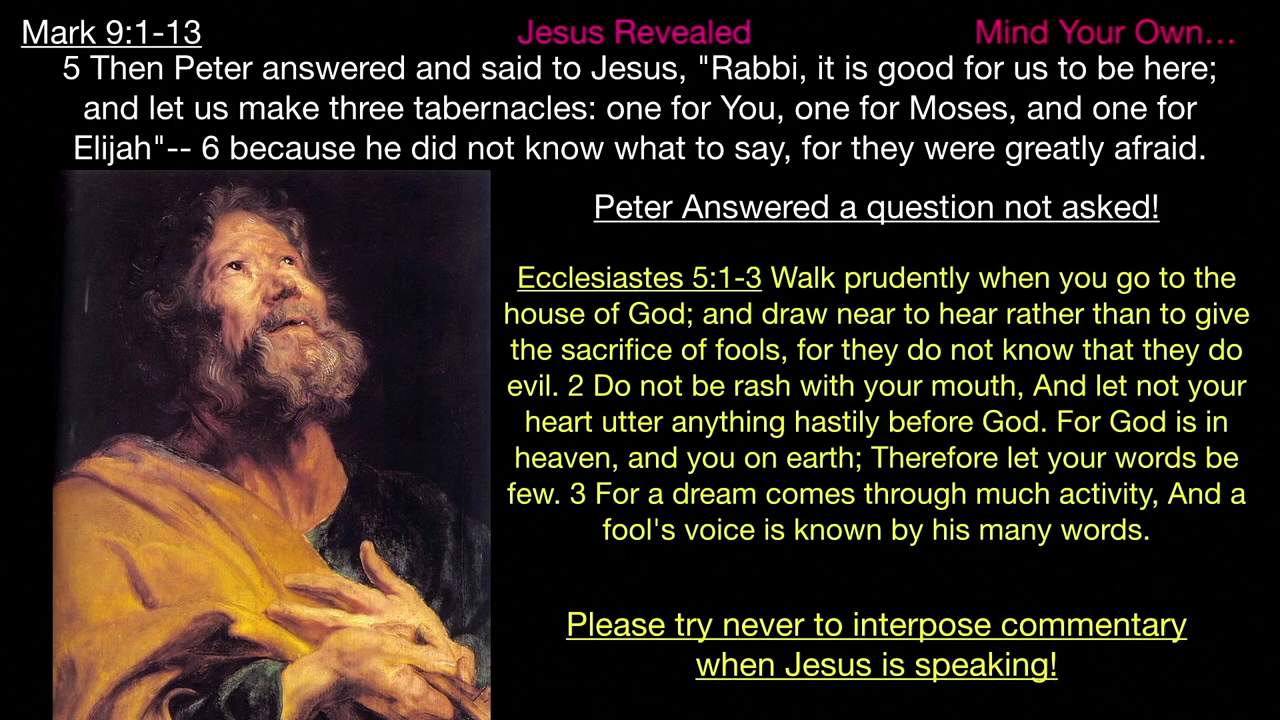 Mark 9:1-13 Jesus Revealed Mind Your Own…
5 Then Peter answered and said to Jesus, "Rabbi, it is good for us to be here;
and let us make three tabernacles: one for You, one for Moses, and one for
Elijah"-- 6 because he did not know what to say, for they were greatly afraid.
Peter Answered a question not asked!
Ecclesiastes 5:1-3 Walk prudently when you go to the
house of God; and draw near to hear rather than to give
the sacrifice of fools, for they do not know that they do
evil. 2 Do not be rash with your mouth, And let not your
heart utter anything hastily before God. For God is in
heaven, and you on earth; Therefore let your words be
few. 3 For a dream comes through much activity, And a
fool's voice is known by his many words.
Please try never to interpose commentary
when Jesus is speaking!